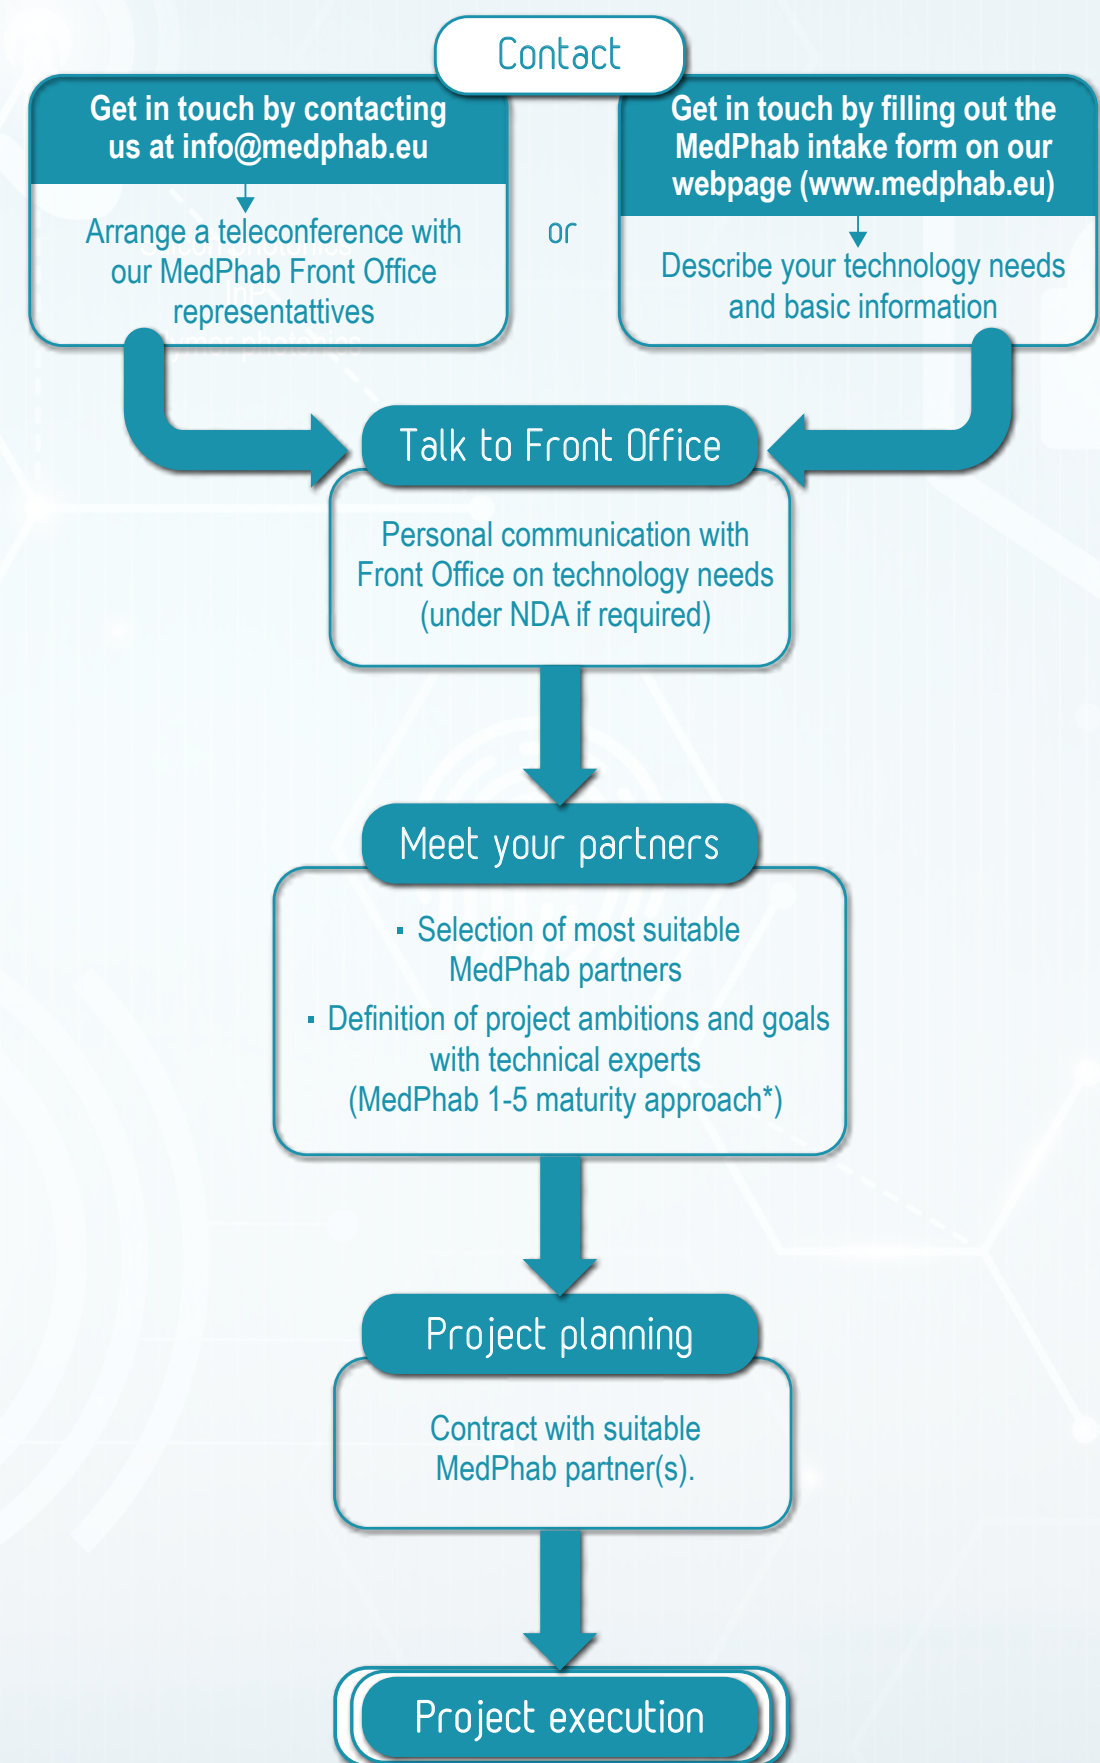 Contact
Get in touch by contacting
us at info@medphab.eu
Arrange a teleconference with
our MedPhab Front Office
representattives
or
Get in touch by filling out the
MedPhab intake form on our
webpage (www.medphab.eu)
Describe your technology needs
and basic information
Talk to Front Office
Personal communication with
Front Office on technology needs
(under NDA if required)
Meet your partners
▪ Selection of most suitable
MedPhab partners
▪ Definition of project ambitions and goals
with technical experts
(MedPhab 1-5 maturity approach*)
Project planning
Contract with suitable
MedPhab partner(s).
Project execution